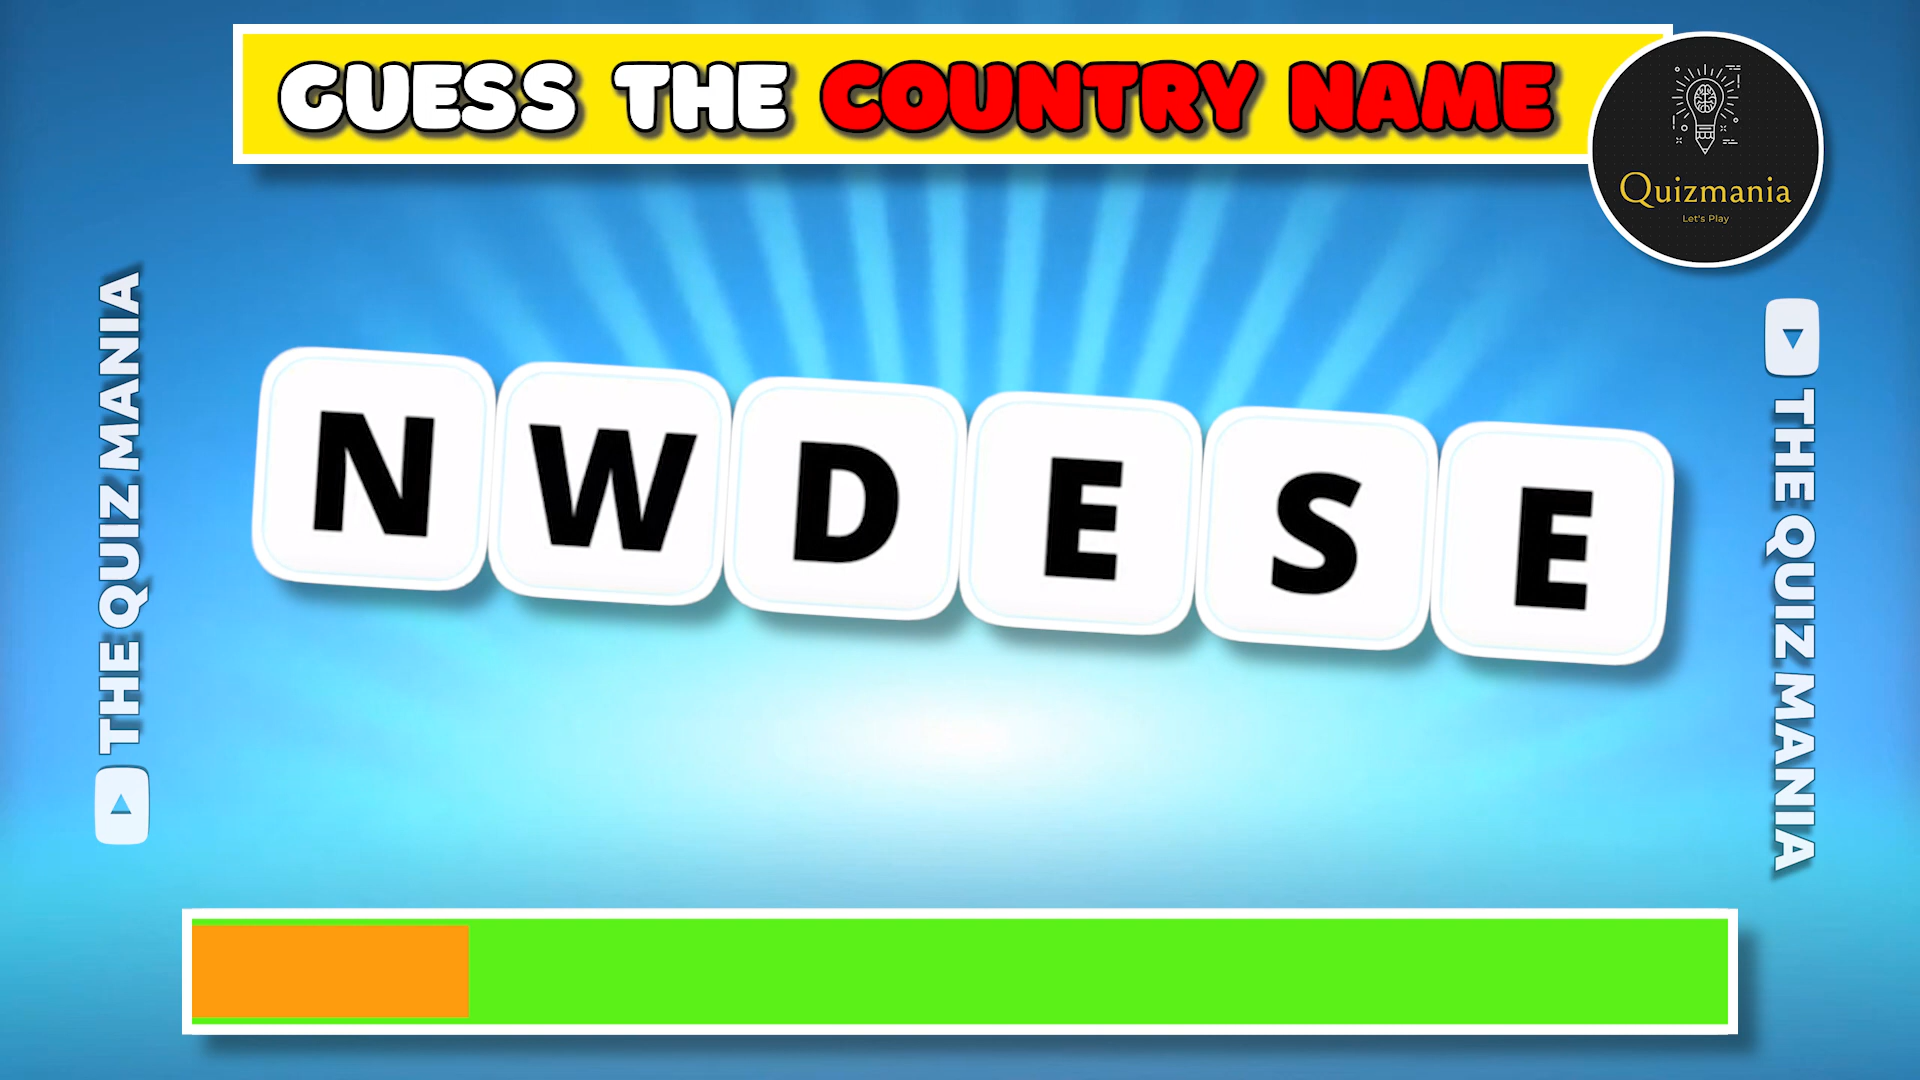 GUESS THE COUNTRY NAME
Quizmania
Let's Play
THE QUIZ MANIA
NWDESE
THE QUIZ MANIA